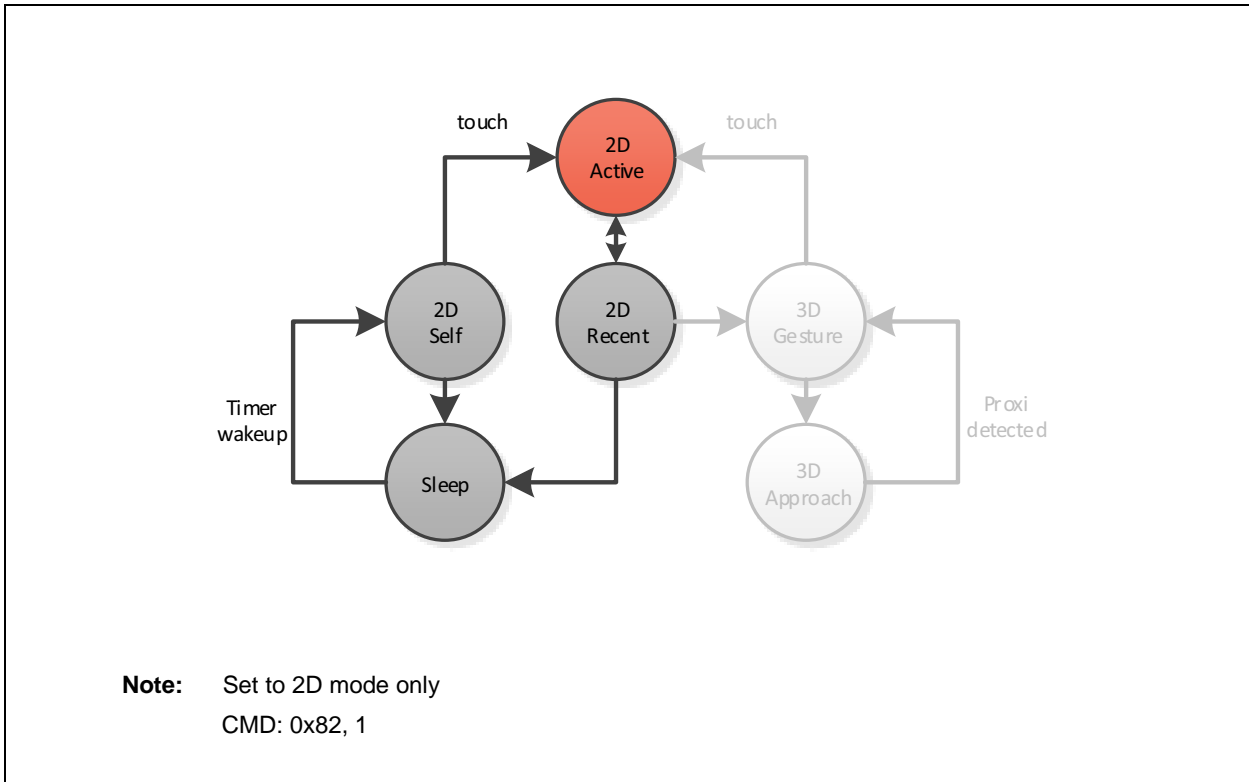 touch
2D
Active
touch
2D
Self
2D
Recent
3D
Gesture
Timer
wakeup
Proxi
detected
Sleep
3D
Approach
Note: Set to 2D mode only
CMD: 0x82, 1